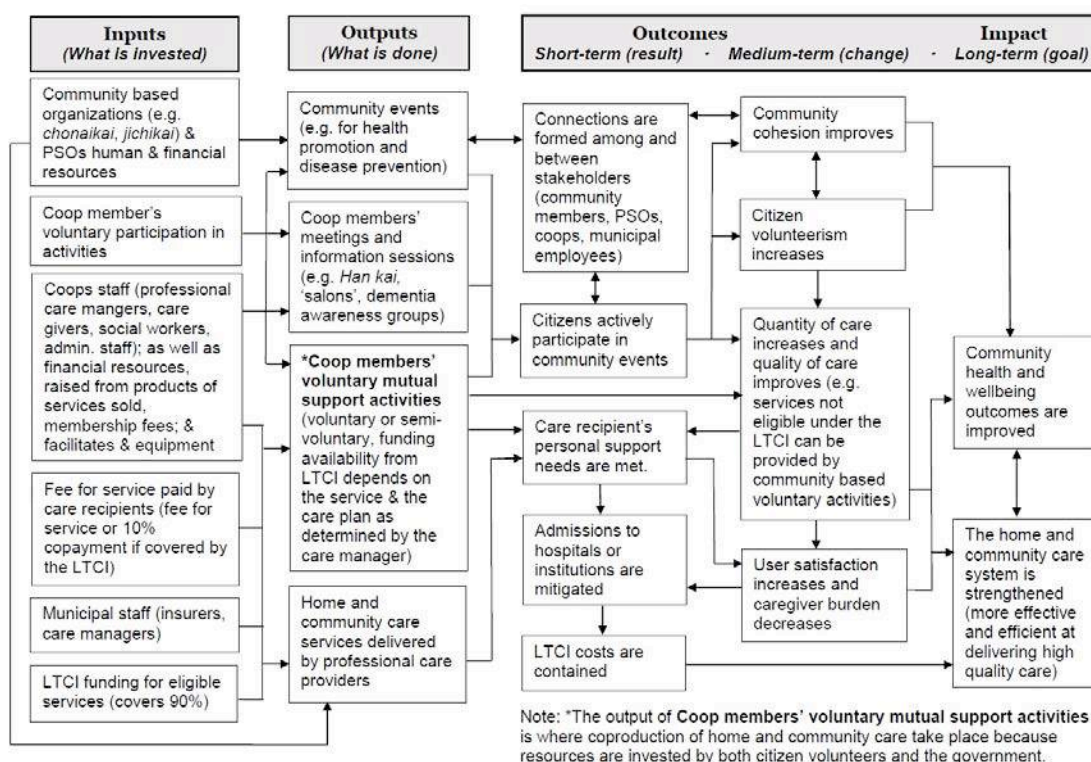 Inputs
(What is invested)
Outputs
(What is done)
Outcomes
Short-term (result) - Medium-term (change) -
Impact
Long-term (goal)
Community based
organizations (e.g.
chonaikai, jichikai) &
PSOs human & financial
resources
Coop member's
voluntary participation in
activities
Coops staff (professional
care mangers, care
givers, social workers,
admin. staff); as well as
financial resources,
raised from products of
services sold,
membership fees; &
facilitates & equipment
Fee for service paid by
care recipients (fee for
service or 10%
copayment if covered by
the LTCI)
Municipal staff (insurers,
care managers)
LTCI funding for eligible
services (covers 90%)
Community events
(e.g. for health
promotion and
disease prevention)
Coop members'
meetings and
information sessions
(e.g. Han kai,
'salons', dementia
awareness groups)
*Coop members'
voluntary mutual
support activities
(voluntary or semi-
voluntary, funding
availability from
LTCI depends on
the service & the
care plan as
determined by the
care manager)
Home and
community care
services delivered
by professional care
providers
Connections are
formed among and
between
stakeholders
(community
members, PSOs,
coops, municipal
employees)
Citizens actively
participate in
community events
Care recipient's
personal support
needs are met.
Admissions to
hospitals or
institutions are
mitigated
LTCI costs are
contained
Community
cohesion improves
Citizen
volunteerism
increases
Quantity of care
increases and
quality of care
improves (e.g.
services not
eligible under the
LTCI can be
provided by
community based
voluntary activities)
User satisfaction
increases and
caregiver burden
decreases
Community
health and
wellbeing
outcomes are
improved
The home and
community care
system is
strengthened
(more effective
and efficient at
delivering high
quality care)
Note: *The output of Coop members' voluntary mutual support activities
is where coproduction of home and community care take place because
resources are invested by both citizen volunteers and the government.